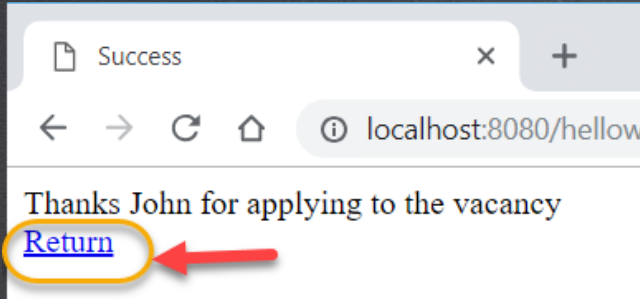 Success
localhost:8080/hellow
Thanks John for applying to the vacancy
Return